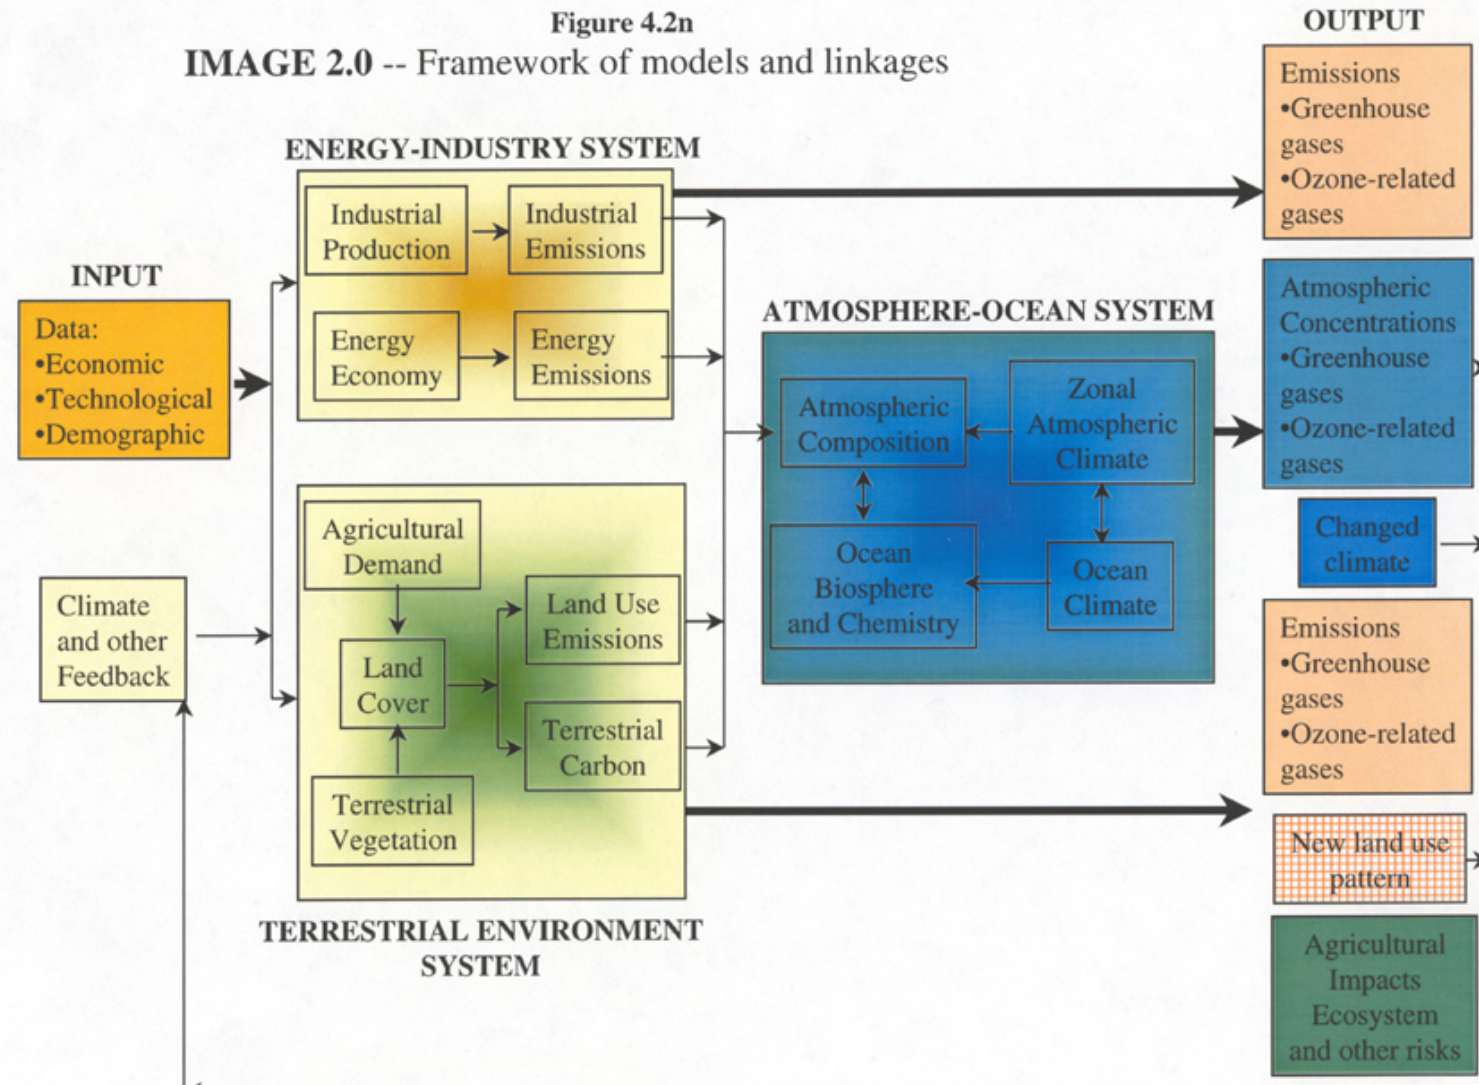 Figure 4.2n
IMAGE 2.0 -- Framework of models and linkages
INPUT
Data:
•Economic
•Technological
•Demographic
Climate
and other
Feedback
ENERGY-INDUSTRY SYSTEM
Industrial
Production
Industrial
Emissions
Energy
Economy
Energy
Emissions
Agricultural
Demand
Land
Cover
Terrestrial
Vegetation
Land Use
Emissions
Terrestrial
Carbon
TERRESTRIAL ENVIRONMENT
SYSTEM
ATMOSPHERE-OCEAN SYSTEM
Atmospheric
Composition
Zonal
Atmospheric
Climate
Ocean
Biosphere
and Chemistry
Ocean
Climate
OUTPUT
Emissions
•Greenhouse
gases
•Ozone-related
gases
Atmospheric
Concentrations
•Greenhouse
gases
•Ozone-related
gases
Changed
climate
Emissions
•Greenhouse
gases
•Ozone-related
gases
New land use
pattern
Agricultural
Impacts
Ecosystem
and other risks